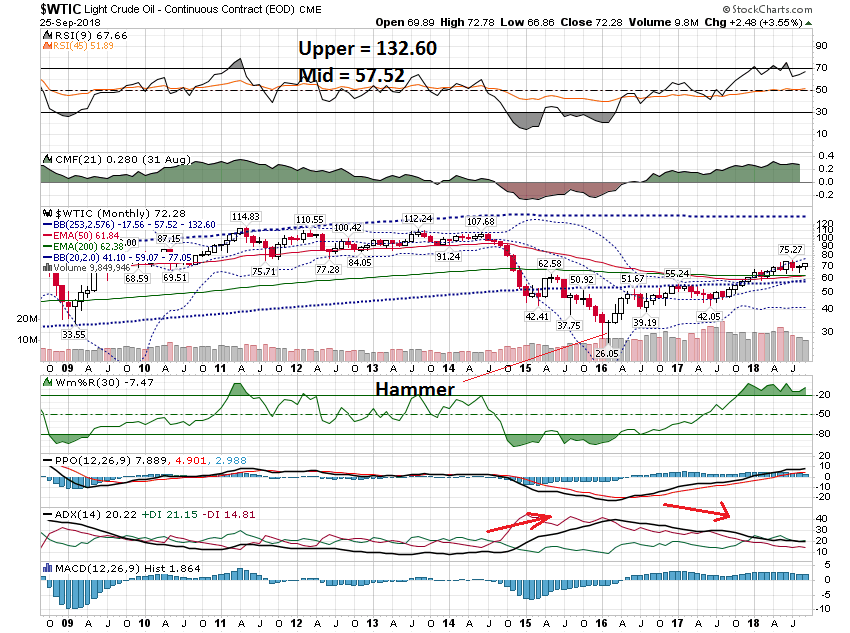 $WTIC Light Crude Oil - Continuous Contract (EOD) CME © StockCharts.com
25-Sep-2018 Open 69.89 High 72.78 Low 66.86 Close 72.28 Volume 9.8M Chg +2.48 (+3.55%)
RSI(9) 67.66
RSI(45) 51.89
Upper = 132.60
Mid = 57.52
90
70
50
30
10
CMF(21) 0.280 (31 Aug)
0.4
0.2
0.0
-0.2
$WTIC (Monthly) 72.28
BB(253,2.576) -17.56 - 57.52 - 132.60
EMA(50) 61.84
EMA(200) 62.38
BB(20,2.0) 41.10 - 59.07 - 77.05
Volume 9,849,946
114.83
110.55
100.42
112.24
107.68
87.15
84.05
91.24
75.71
77.28
68.59
69.51
33.55
62.58
50.92
51.67
55.24
75.27
42.41
37.75
39.19
42.05
26.05
120
110
100
90
80
70
60
50
40
30
20M
10M
O 09 A J O 10 A J O 11 A J O 12 A J O 13 A J O 14 A J O 15 A J O 16 A J O 17 A J O 18 A J
Hammer
Wm%R(30) -7.47
-20
-50
-80
PPO(12,26,9) 7.889, 4.901, 2.988
20
10
0
-10
-20
ADX(14) 20.22 +DI 21.15 -DI 14.81
40
30
20
10
MACD(12,26,9) Hist 1.864
5
0
-5
-10
O 09 A J O 10 A J O 11 A J O 12 A J O 13 A J O 14 A J O 15 A J O 16 A J O 17 A J O 18 A J